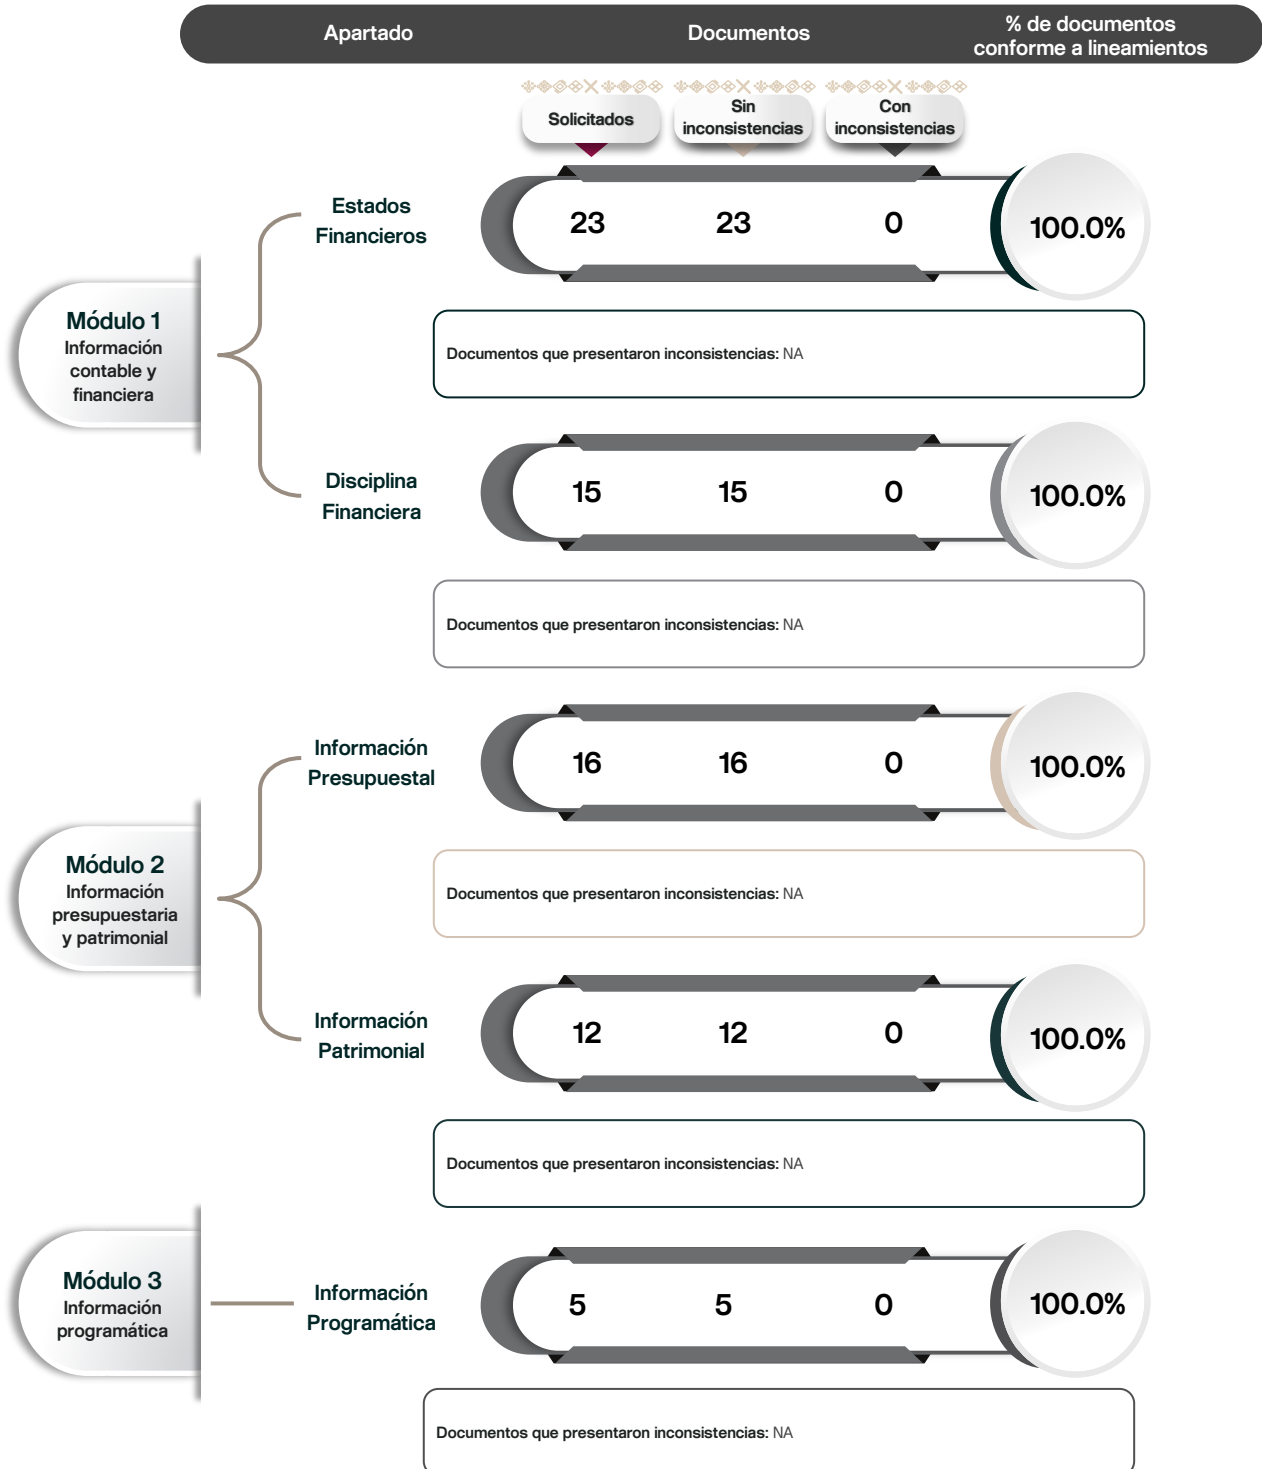 Apartado
Documentos
% de documentos
conforme a lineamientos
Solicitados
Sin
inconsistencias
Con
inconsistencias
Módulo 1
Información
contable y
financiera
Estados
Financieros
23 23 0 100.0%
Documentos que presentaron inconsistencias: NA
Disciplina
Financiera
15 15 0 100.0%
Documentos que presentaron inconsistencias: NA
Módulo 2
Información
presupuestaria
y patrimonial
Información
Presupuestal
16 16 0 100.0%
Documentos que presentaron inconsistencias: NA
Información
Patrimonial
12 12 0 100.0%
Documentos que presentaron inconsistencias: NA
Módulo 3
Información
programática
Información
Programática
5 5 0 100.0%
Documentos que presentaron inconsistencias: NA